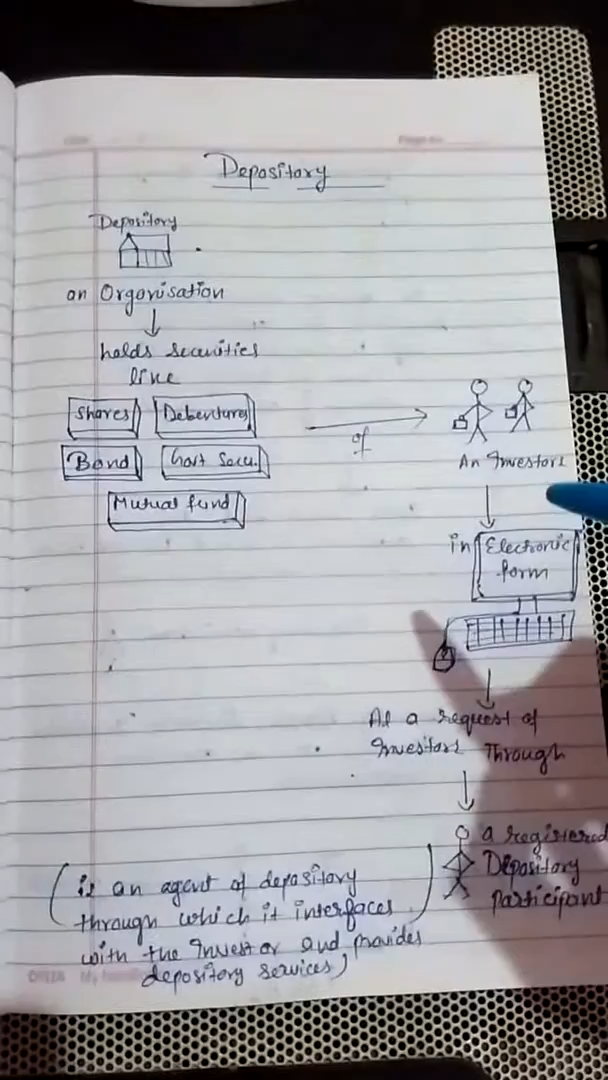 Depository
Depository
an Organisation
holds securities
like
Shares
Debentures
Bond
Govt Secu.
Mutual fund
of
An Investors
in Electronic
form
At a request of
Investors Through
a registered
Depository
participant
(is an agent of depository
through which it interfaces
with the Investor and provides
depository services)